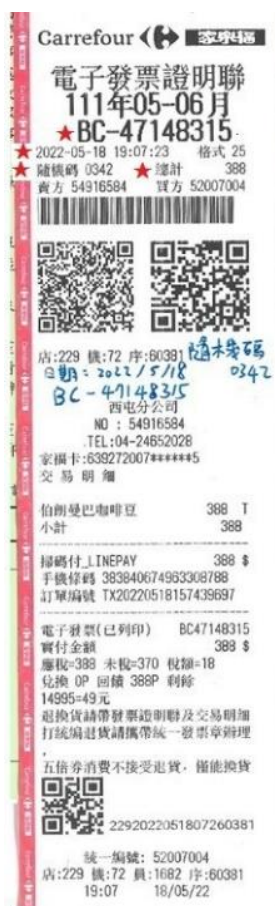 Carrefour 家樂福
電子發票證明聯
111年05-06月
★BC-47148315
★2022-05-18 19:07:23 格式 25
★隨機碼 0342 ★總計 388
賣方 54916584 買方 52007004
店:229 機:72 序:60381 隨機碼
日期:2022/5/18 0342
BC-47148315
西屯分公司
NO : 54916584
.TEL:04-24652028
家福卡:639272007******5
交 易 明 細
伯朗曼巴咖啡豆 388 T
小計 388
掃碼付_LINEPAY 388 $
手機條碼 383840674963308788
訂單編號 TX20220518157439697
電子發票(已列印) BC47148315
實付金額 388 $
應稅=388 未稅=370 稅額=18
兌換 0P 回饋 388P 剩餘
14995=49元
退換貨請帶發票證明聯及交易明細
打統編退貨請攜帶統一發票章辦理
.
五倍券消費不接受退貨，僅能換貨
2292022051807260381
統一編號: 52007004
店:229 機:72 員:1682 序:60381
19:07 18/05/22